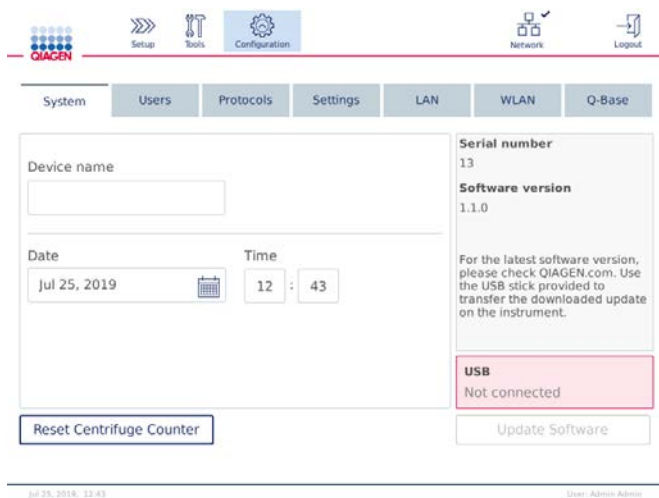 QIAGEN
Setup
Tools
Configuration
Network
Logout
System
Users
Protocols
Settings
LAN
WLAN
Q-Base
Device name
Date
Time
Jul 25, 2019
12 : 43
Serial number
13
Software version
1.1.0
For the latest software version,
please check QIAGEN.com. Use
the USB stick provided to
transfer the downloaded update
on the instrument.
USB
Not connected
Reset Centrifuge Counter
Update Software
Jul 25, 2019, 12:43
User: Admin Admin